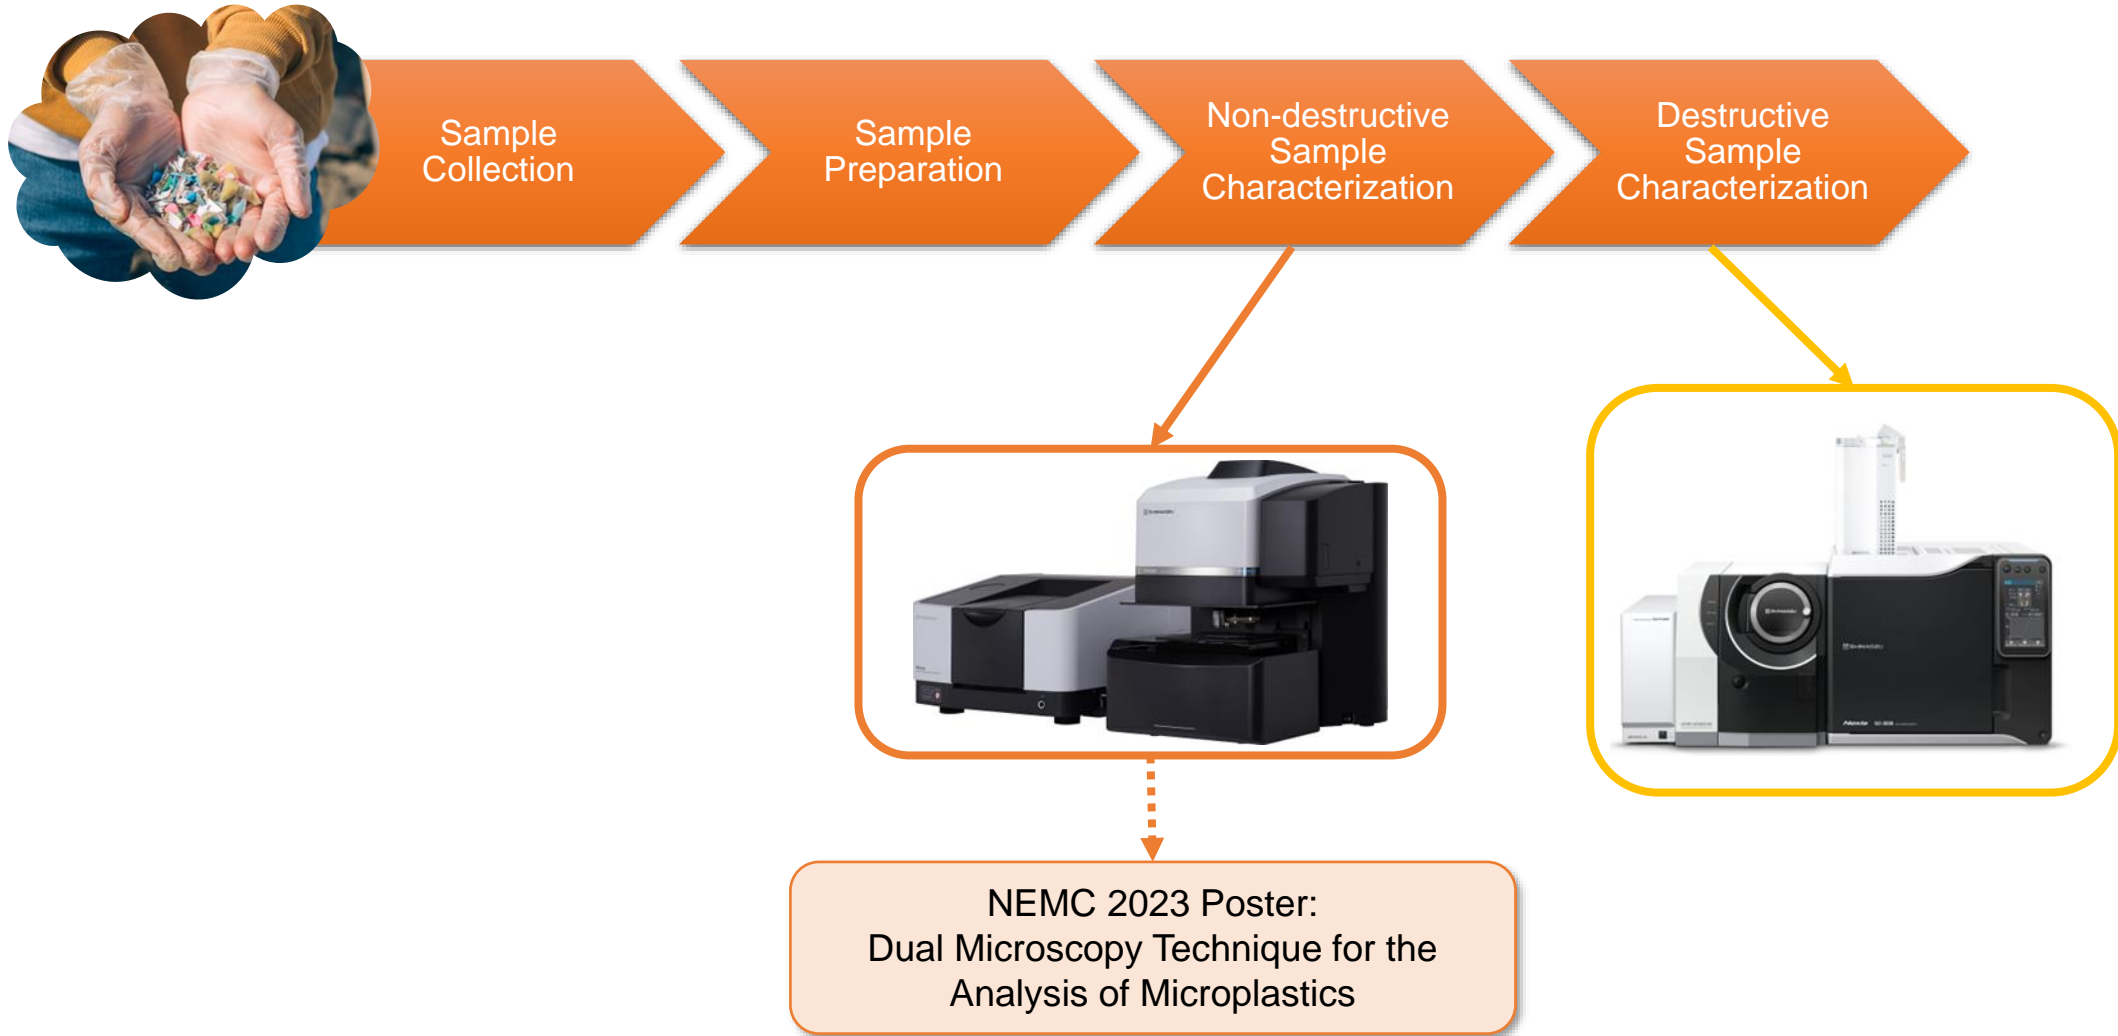 Sample
Collection
Sample
Preparation
Non-destructive
Sample
Characterization
Destructive
Sample
Characterization
SHIMADZU
NEMC 2023 Poster:
Dual Microscopy Technique for the
Analysis of Microplastics